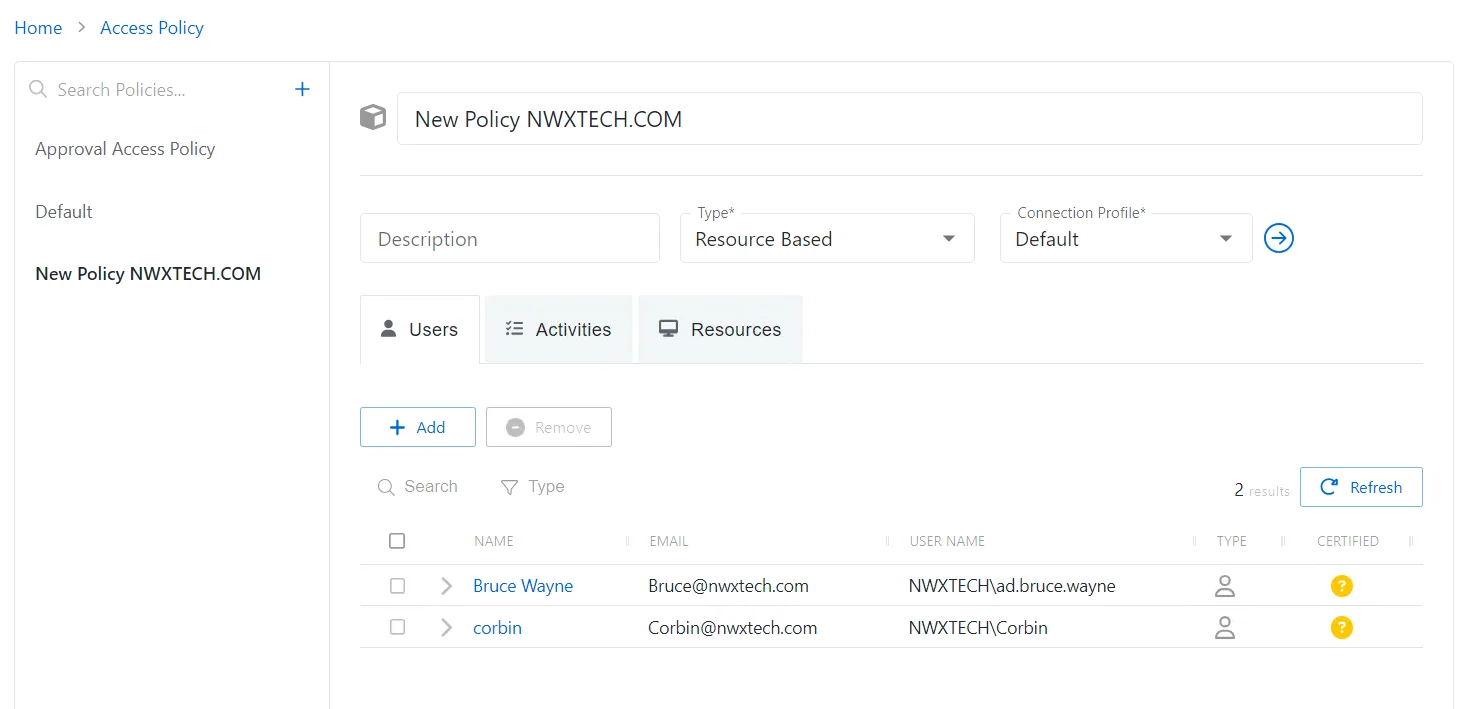 Home > Access Policy
Search Policies...
+
Approval Access Policy
Default
New Policy NWXTECH.COM
New Policy NWXTECH.COM
Description
Type*
Resource Based
Connection Profile*
Default
Users
Activities
Resources
+ Add
Remove
Search
Type
2 results
Refresh
NAME EMAIL USER NAME TYPE CERTIFIED
Bruce Wayne Bruce@nwxtech.com NWXTECH\ad.bruce.wayne ?
corbin Corbin@nwxtech.com NWXTECH\Corbin ?